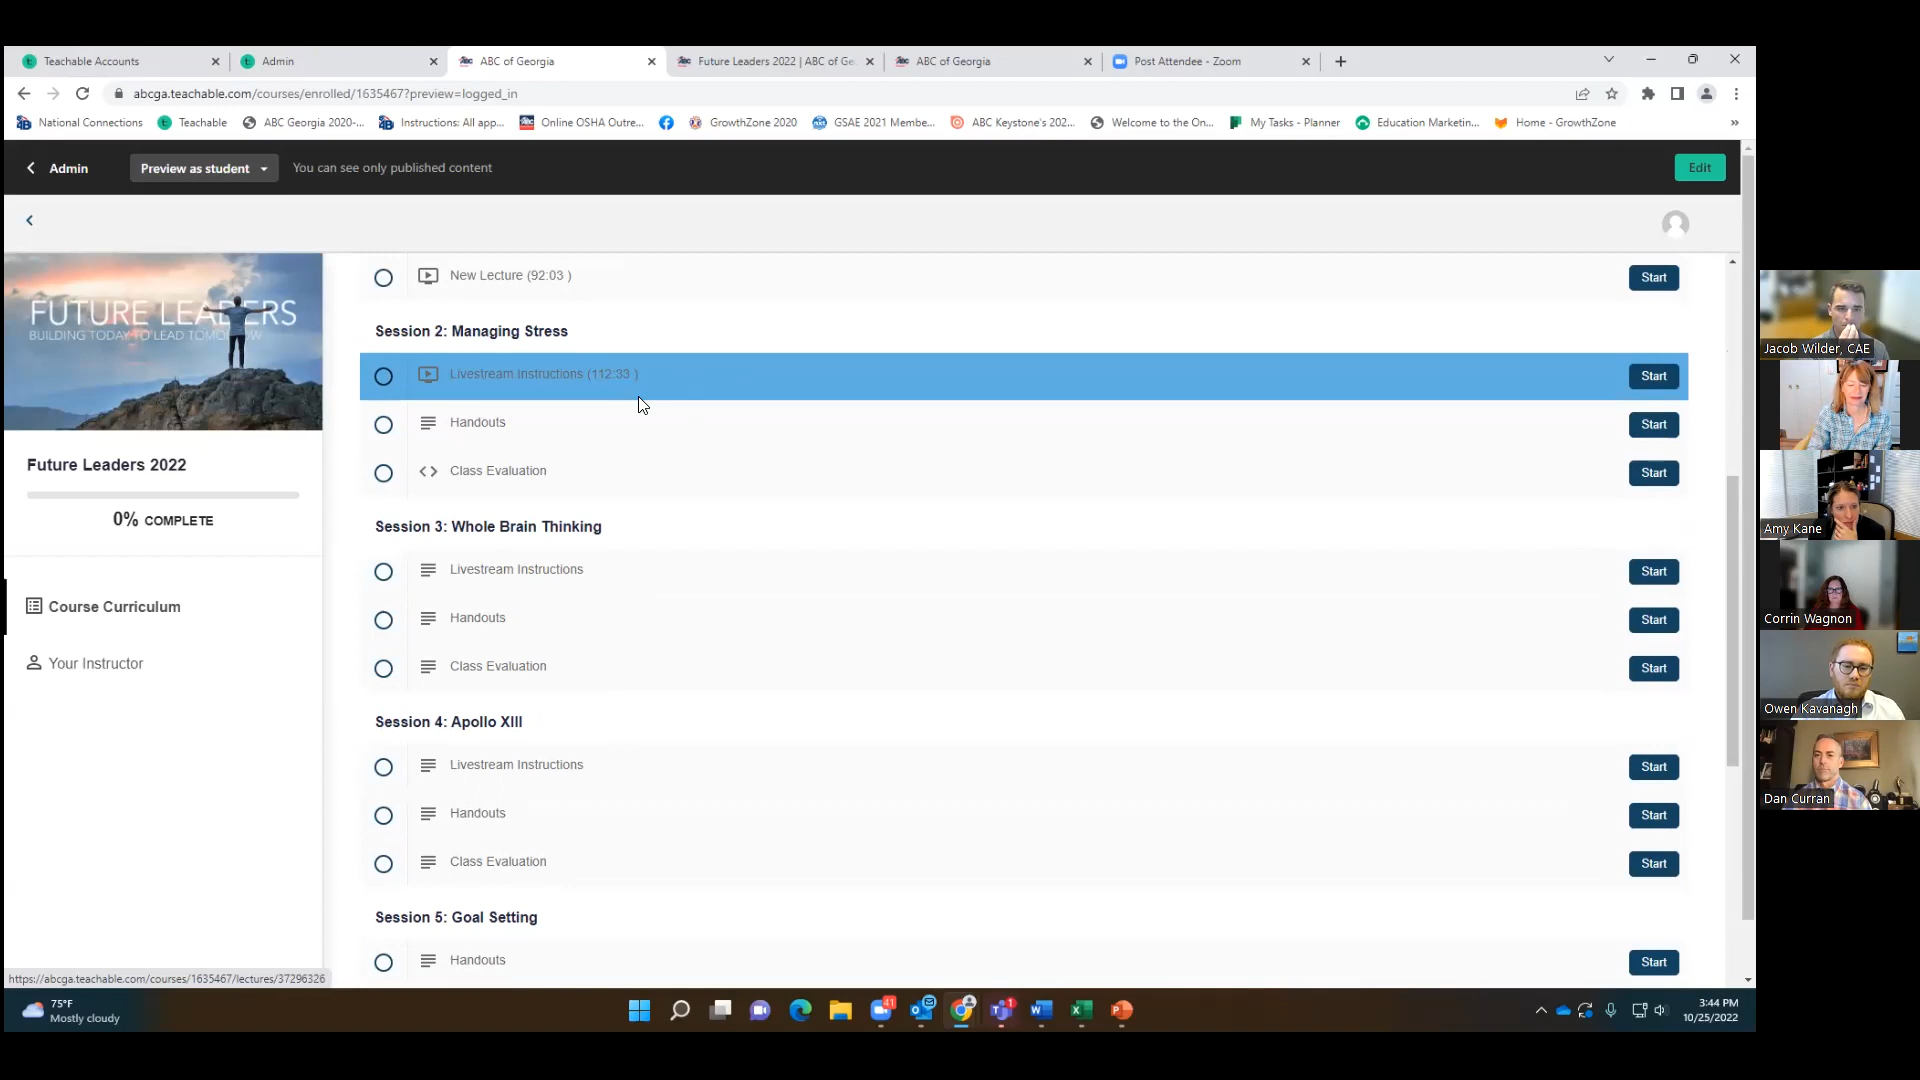 Teachable Accounts
Admin
ABC of Georgia
Future Leaders 2022 | ABC of Ge
ABC of Georgia
Post Attendee - Zoom
abcga.teachable.com/courses/enrolled/1635467?preview=logged_in
National Connections
Teachable
ABC Georgia 2020-...
Instructions: All app...
Online OSHA Outre...
GrowthZone 2020
GSAE 2021 Membe...
ABC Keystone's 202...
Welcome to the On...
My Tasks - Planner
Education Marketin...
Home - GrowthZone
Admin
Preview as student
You can see only published content
Edit
FUTURE LEADERS
BUILDING TODAY TO LEAD TOMORROW
Future Leaders 2022
0% COMPLETE
Course Curriculum
Your Instructor
New Lecture (92:03 )
Start
Session 2: Managing Stress
Livestream Instructions (112:33 )
Start
Handouts
Start
Class Evaluation
Start
Session 3: Whole Brain Thinking
Livestream Instructions
Start
Handouts
Start
Class Evaluation
Start
Session 4: Apollo XIII
Livestream Instructions
Start
Handouts
Start
Class Evaluation
Start
Session 5: Goal Setting
Handouts
Start
https://abcga.teachable.com/courses/1635467/lectures/37296326
Jacob Wilder, CAE
Amy Kane
Corrin Wagnon
Owen Kavanagh
Dan Curran
75°F
Mostly cloudy
41
1
3:44 PM
10/25/2022